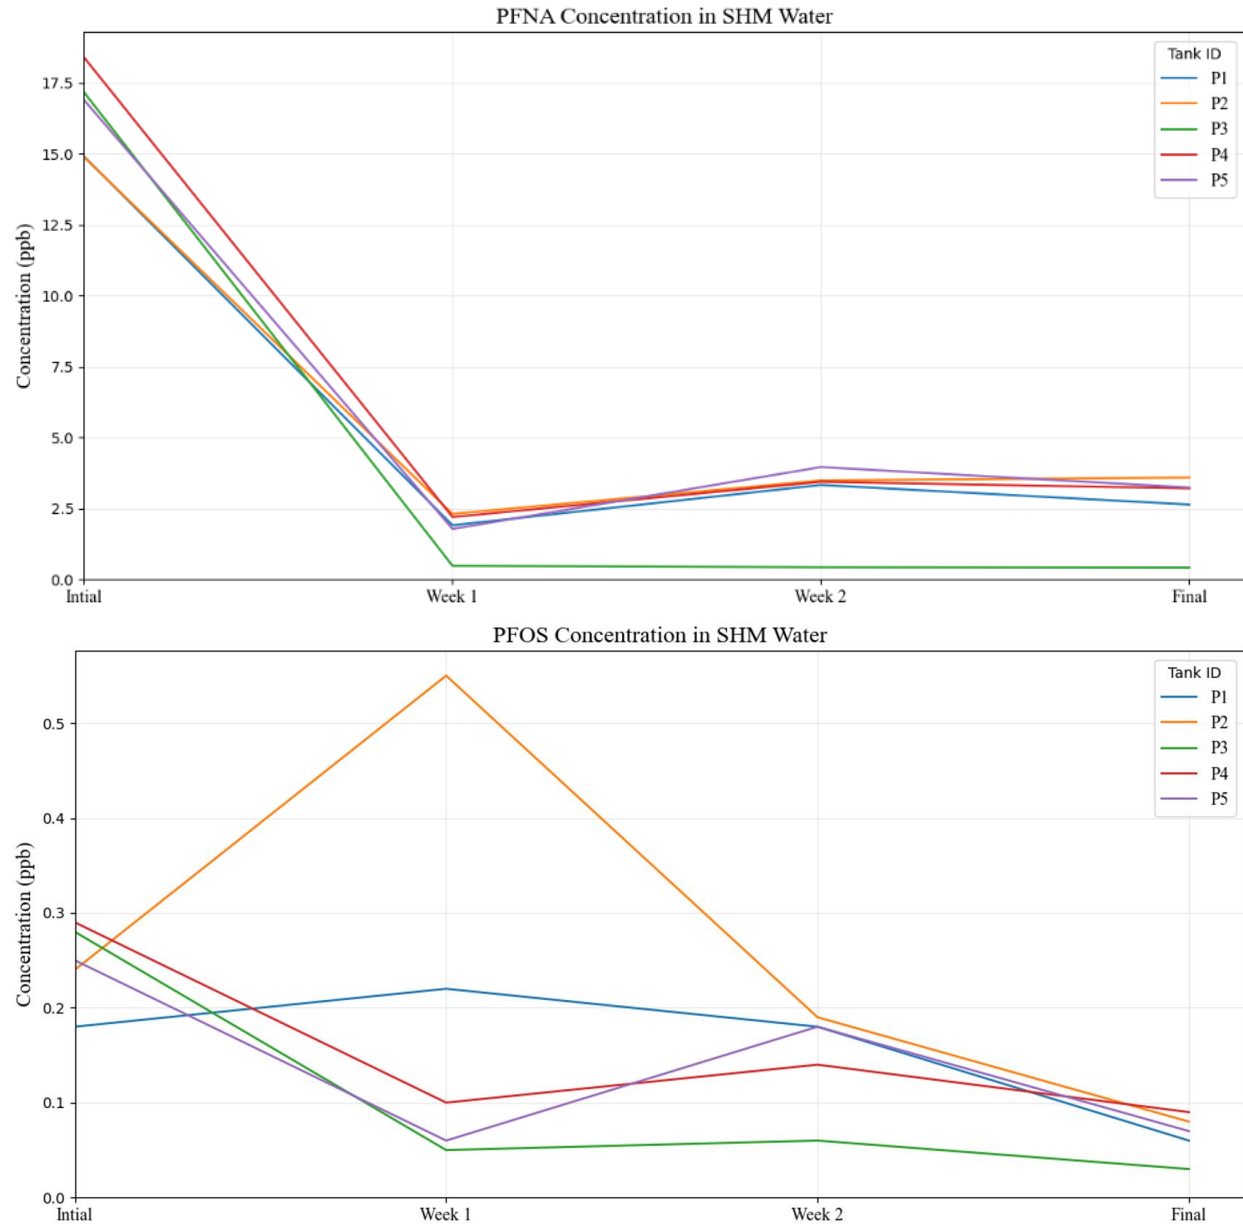 PFNA Concentration in SHM Water
Tank ID
P1
P2
P3
P4
P5
Concentration (ppb)
17.5
15.0
12.5
10.0
7.5
5.0
2.5
0.0
Intial
Week 1
Week 2
Final
PFOS Concentration in SHM Water
Tank ID
P1
P2
P3
P4
P5
Concentration (ppb)
0.5
0.4
0.3
0.2
0.1
0.0
Intial
Week 1
Week 2
Final